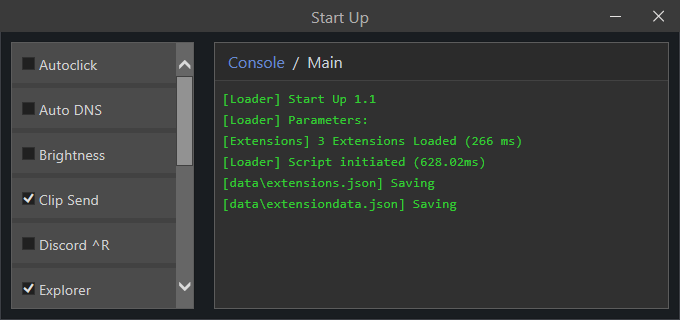 Start Up
Autoclick
Auto DNS
Brightness
Clip Send
Discord ^R
Explorer
Console / Main
[Loader] Start Up 1.1
[Loader] Parameters:
[Extensions] 3 Extensions Loaded (266 ms)
[Loader] Script initiated (628.02ms)
[data\extensions.json] Saving
[data\extensiondata.json] Saving